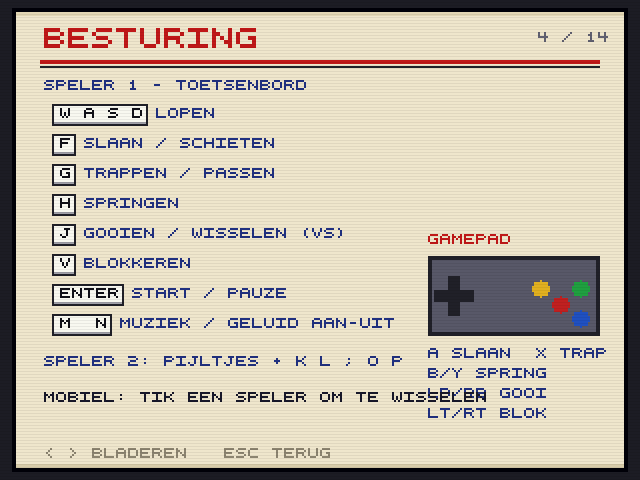 BESTURING
4 / 14
SPELER 1 - TOETSENBORD
W A S D LOPEN
F SLAAN / SCHIETEN
G TRAPPEN / PASSEN
H SPRINGEN
J GOOIEN / WISSELEN (VS)
V BLOKKEREN
ENTER START / PAUZE
M N MUZIEK / GELUID AAN-UIT
SPELER 2: PIJLTJES + K L ; O P
MOBIEL: TIK EEN SPELER OM TE WISSELEN
GAMEPAD
A SLAAN X TRAP
B/Y SPRING
GOOI
LT/RT BLOK
< > BLADEREN ESC TERUG